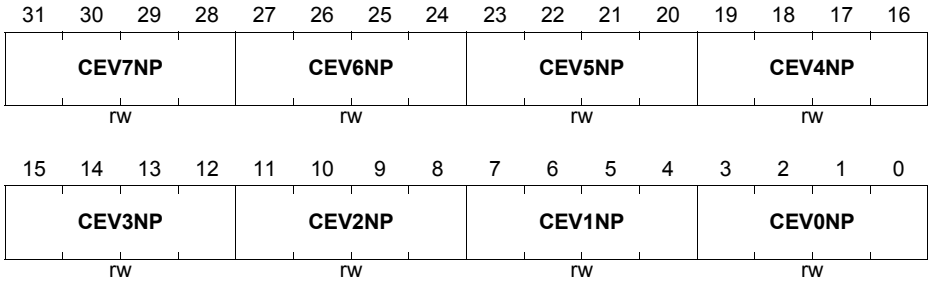 31 30 29 28 27 26 25 24 23 22 21 20 19 18 17 16
CEV7NP CEV6NP CEV5NP CEV4NP
rw rw rw rw
15 14 13 12 11 10 9 8 7 6 5 4 3 2 1 0
CEV3NP CEV2NP CEV1NP CEV0NP
rw rw rw rw